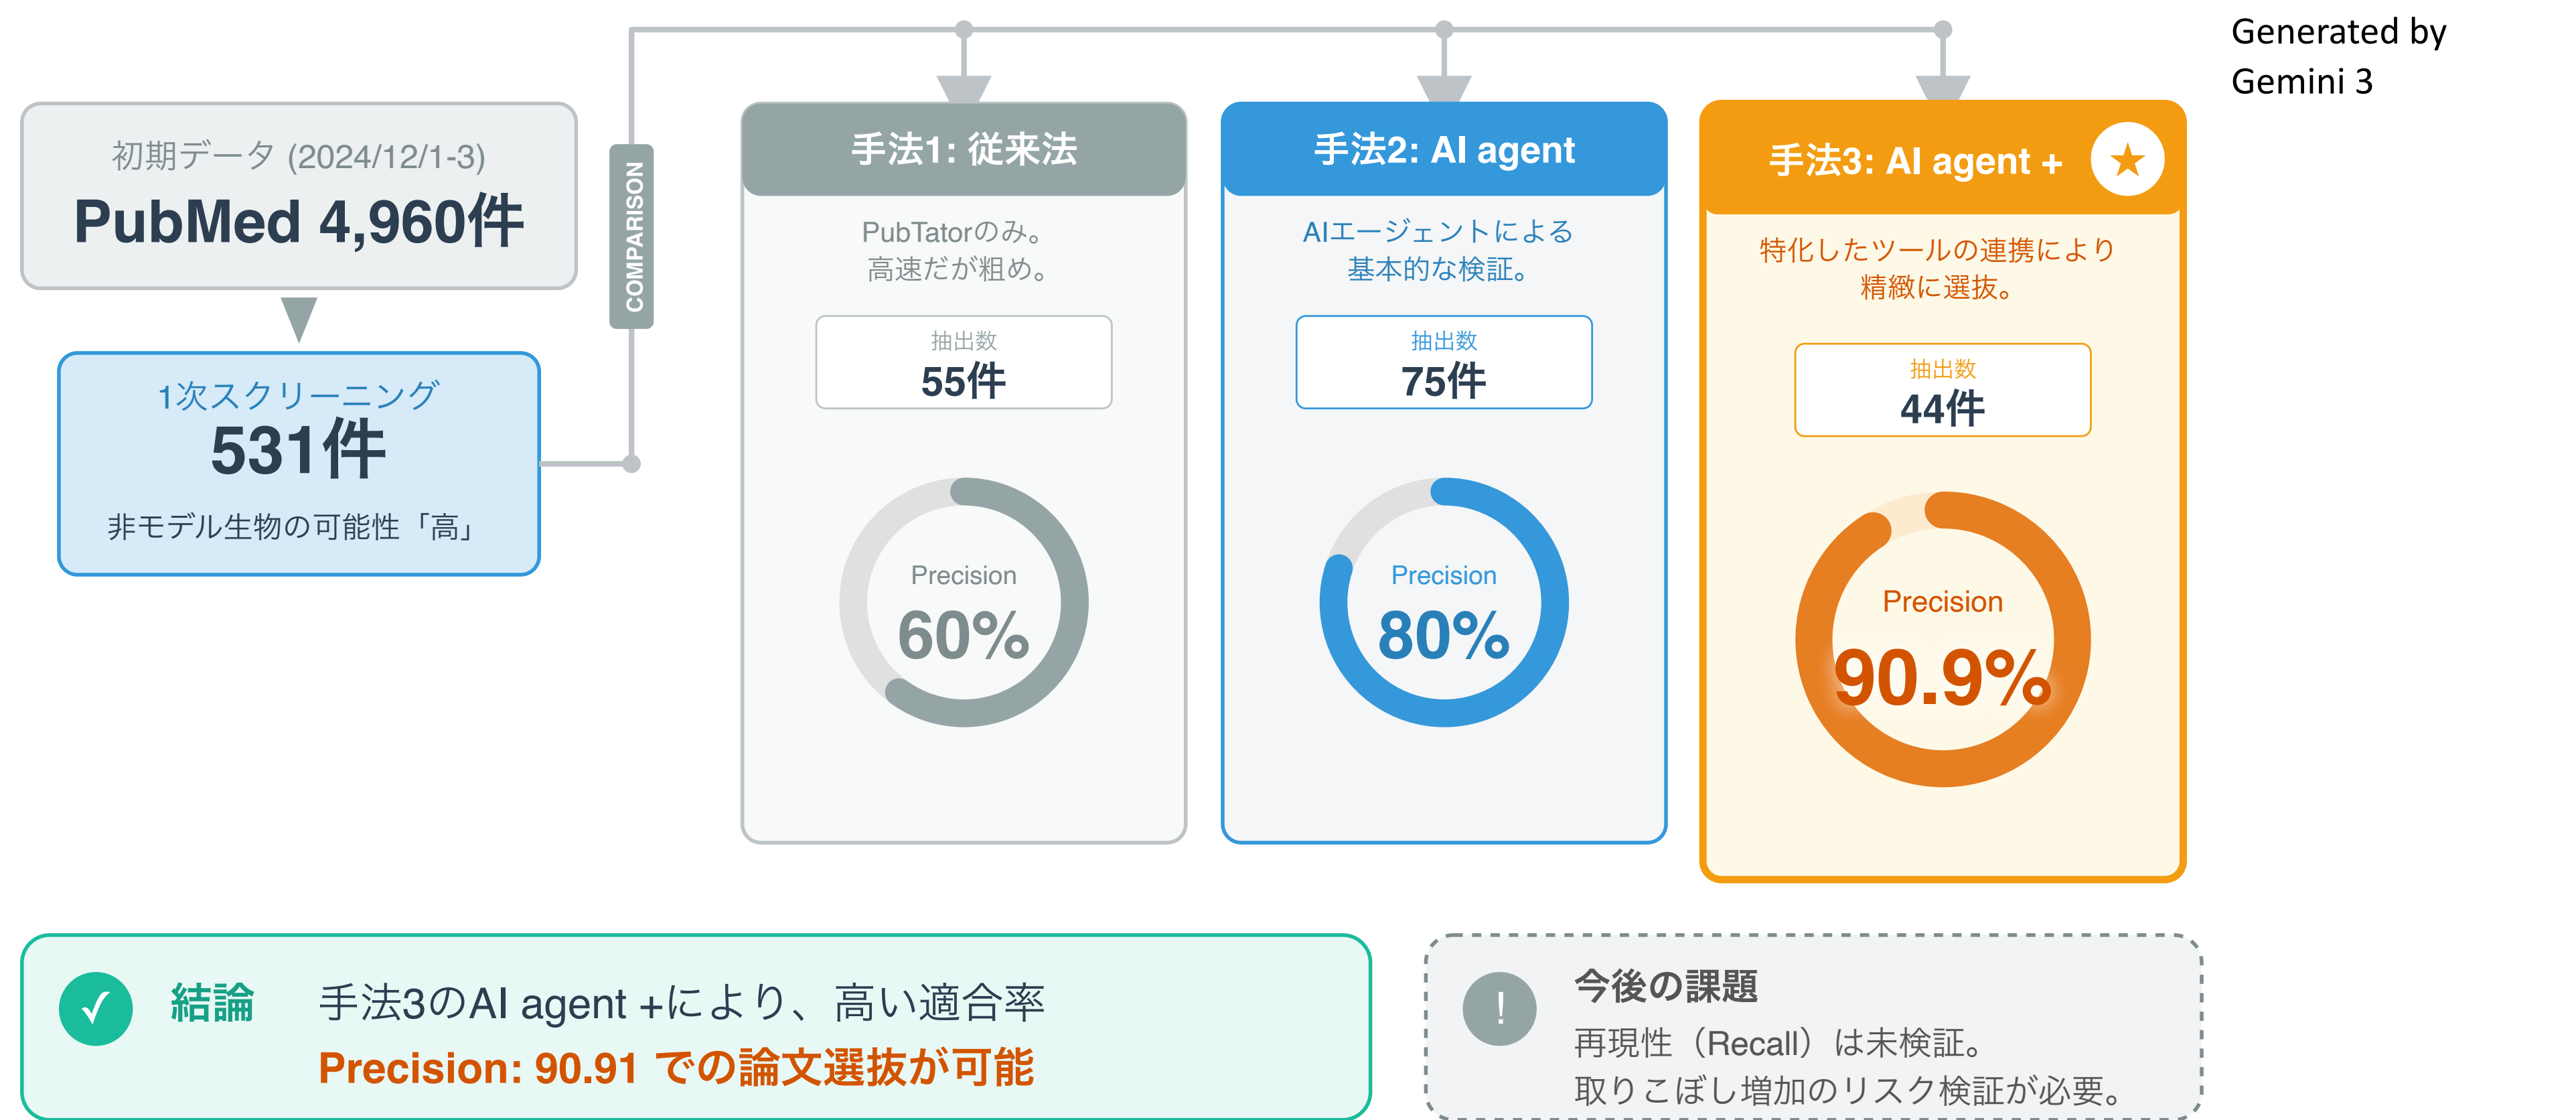 Generated by
Gemini 3
初期データ (2024/12/1-3)
PubMed 4,960件
1次スクリーニング
531件
非モデル生物の可能性「高」
COMPARISON
手法1: 従来法
PubTatorのみ。
高速だが粗め。
抽出数
55件
Precision
60%
手法2: AI agent
AIエージェントによる
基本的な検証。
抽出数
75件
Precision
80%
手法3: AI agent +
特化したツールの連携により
精緻に選抜。
抽出数
44件
Precision
90.9%
結論
手法3のAI agent +により、高い適合率
Precision: 90.91 での論文選抜が可能
今後の課題
再現性（Recall）は未検証。
取りこぼし増加のリスク検証が必要。